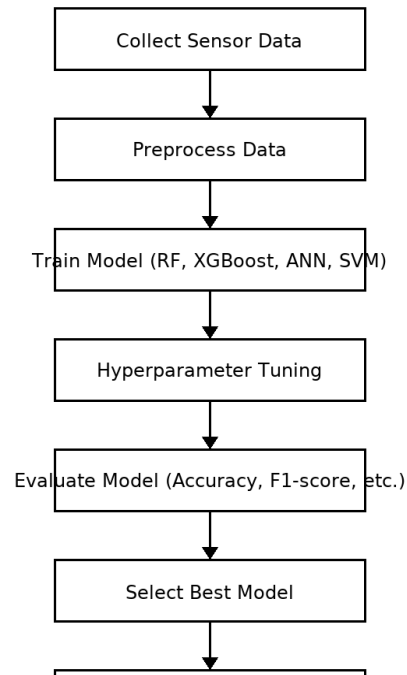 Collect Sensor Data
Preprocess Data
Train Model (RF, XGBoost, ANN, SVM)
Hyperparameter Tuning
Evaluate Model (Accuracy, F1-score, etc.)
Select Best Model